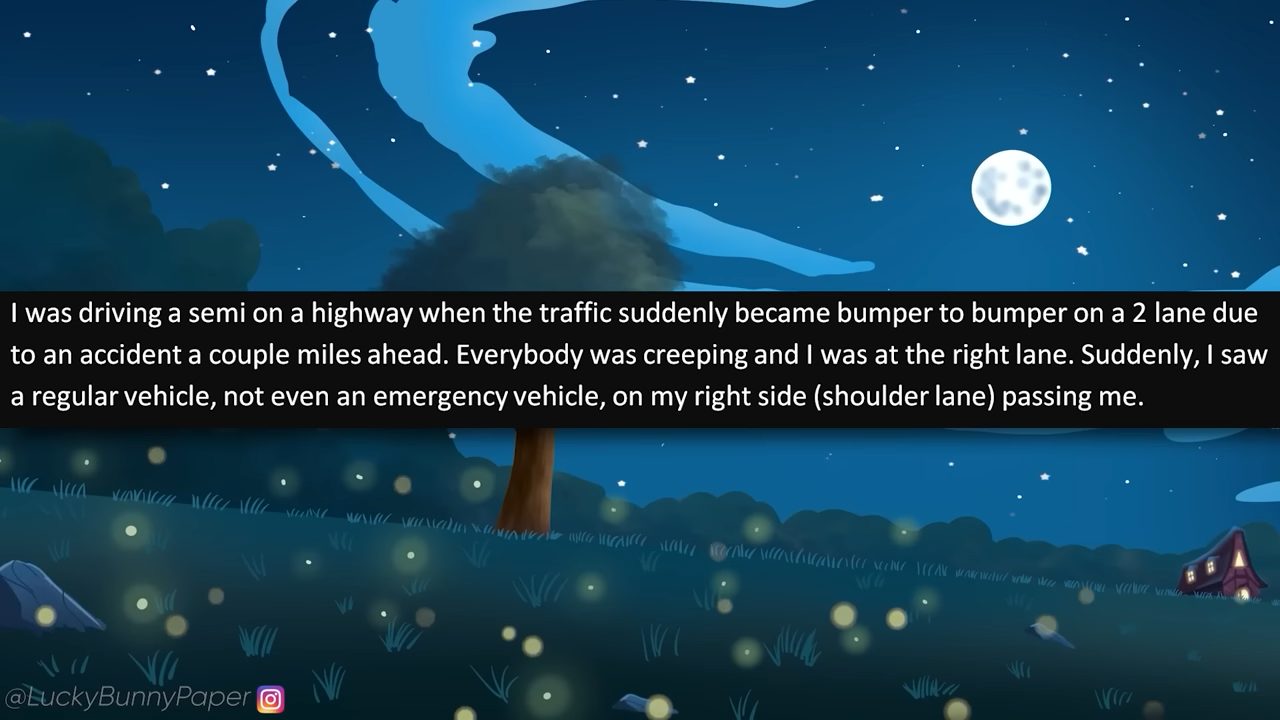 I was driving a semi on a highway when the traffic suddenly became bumper to bumper on a 2 lane due
to an accident a couple miles ahead. Everybody was creeping and I was at the right lane. Suddenly, I saw
a regular vehicle, not even an emergency vehicle, on my right side (shoulder lane) passing me.
@LuckyBunnyPaper